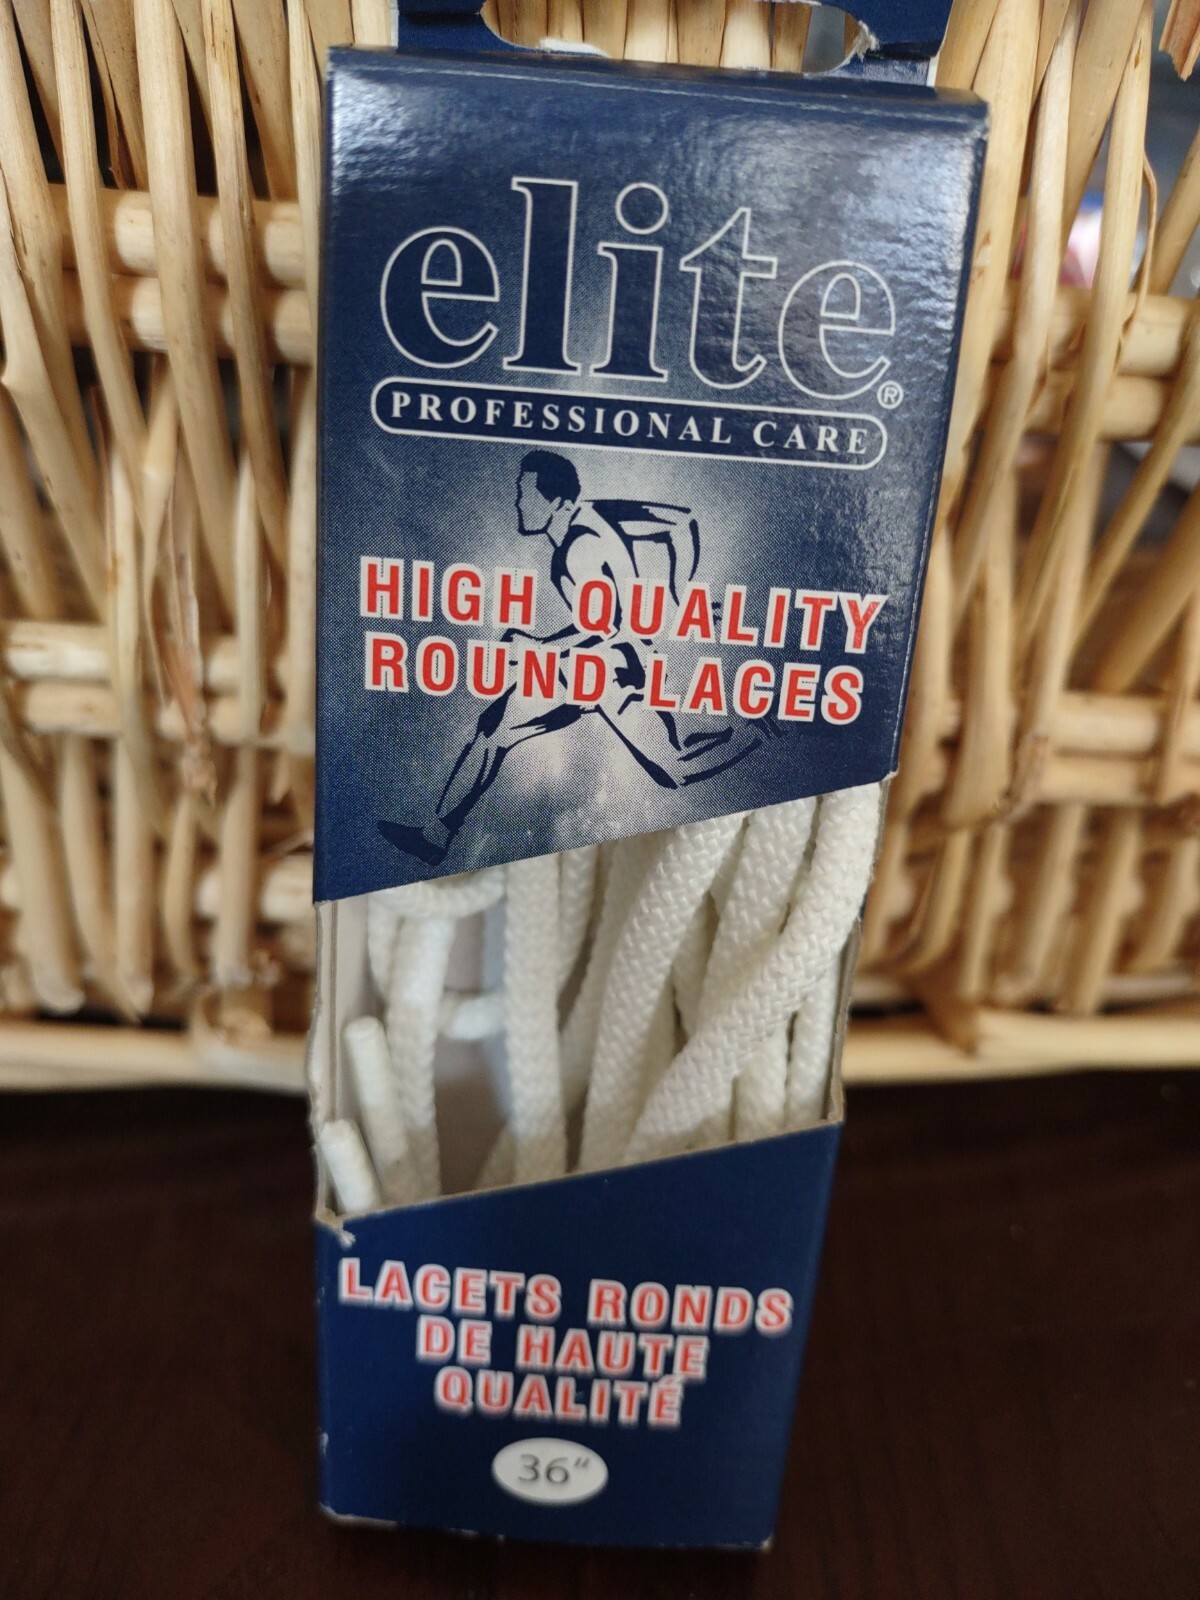 elite®
PROFESSIONAL CARE
HIGH QUALITY
ROUND LACES
LACETS RONDS
DE HAUTE
QUALITÉ
36"